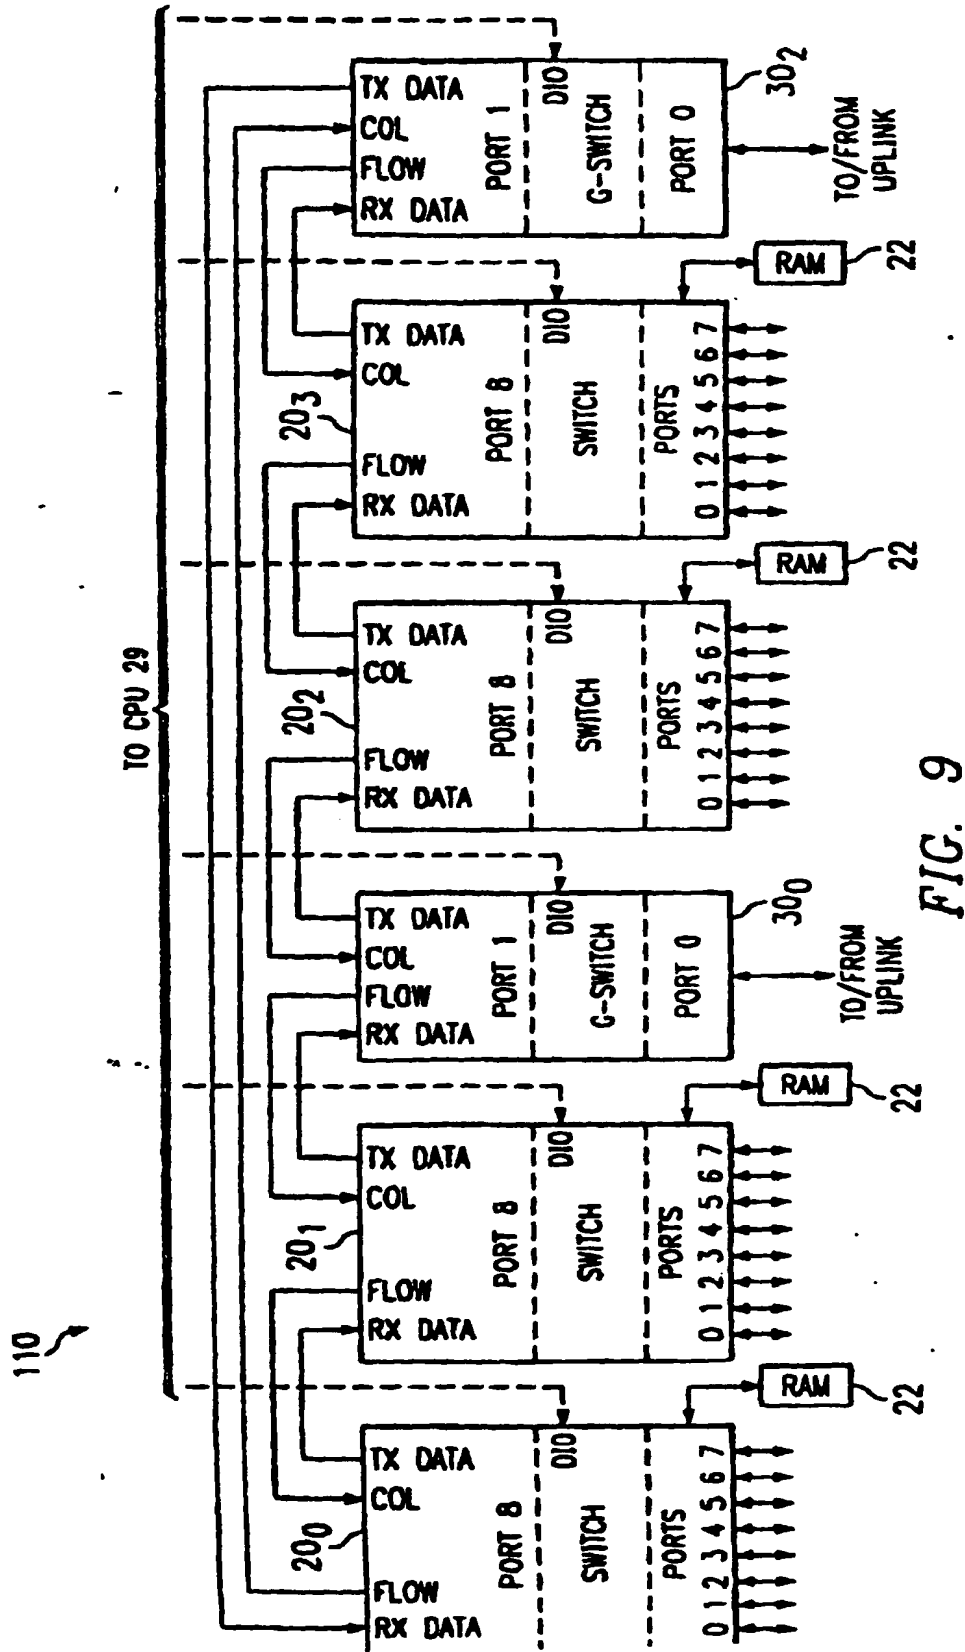 110
TO CPU 29
20₀
FLOW
RX DATA
COL
TX DATA
PORT 8
DIO
SWITCH
PORTS
0 1 2 3 4 5 6 7
RAM
22
20₁
RX DATA
FLOW
COL
TX DATA
PORT 8
DIO
SWITCH
PORTS
0 1 2 3 4 5 6 7
RAM
22
RX DATA
FLOW
COL
TX DATA
PORT 1
DIO
G-SWITCH
PORT 0
30₀
TO/FROM
UPLINK
20₂
RX DATA
FLOW
COL
TX DATA
PORT 8
DIO
SWITCH
PORTS
0 1 2 3 4 5 6 7
RAM
22
20₃
RX DATA
FLOW
COL
TX DATA
PORT 8
DIO
SWITCH
PORTS
0 1 2 3 4 5 6 7
RAM
22
RX DATA
FLOW
COL
TX DATA
PORT 1
DIO
G-SWITCH
PORT 0
30₂
TO/FROM
UPLINK
FIG. 9